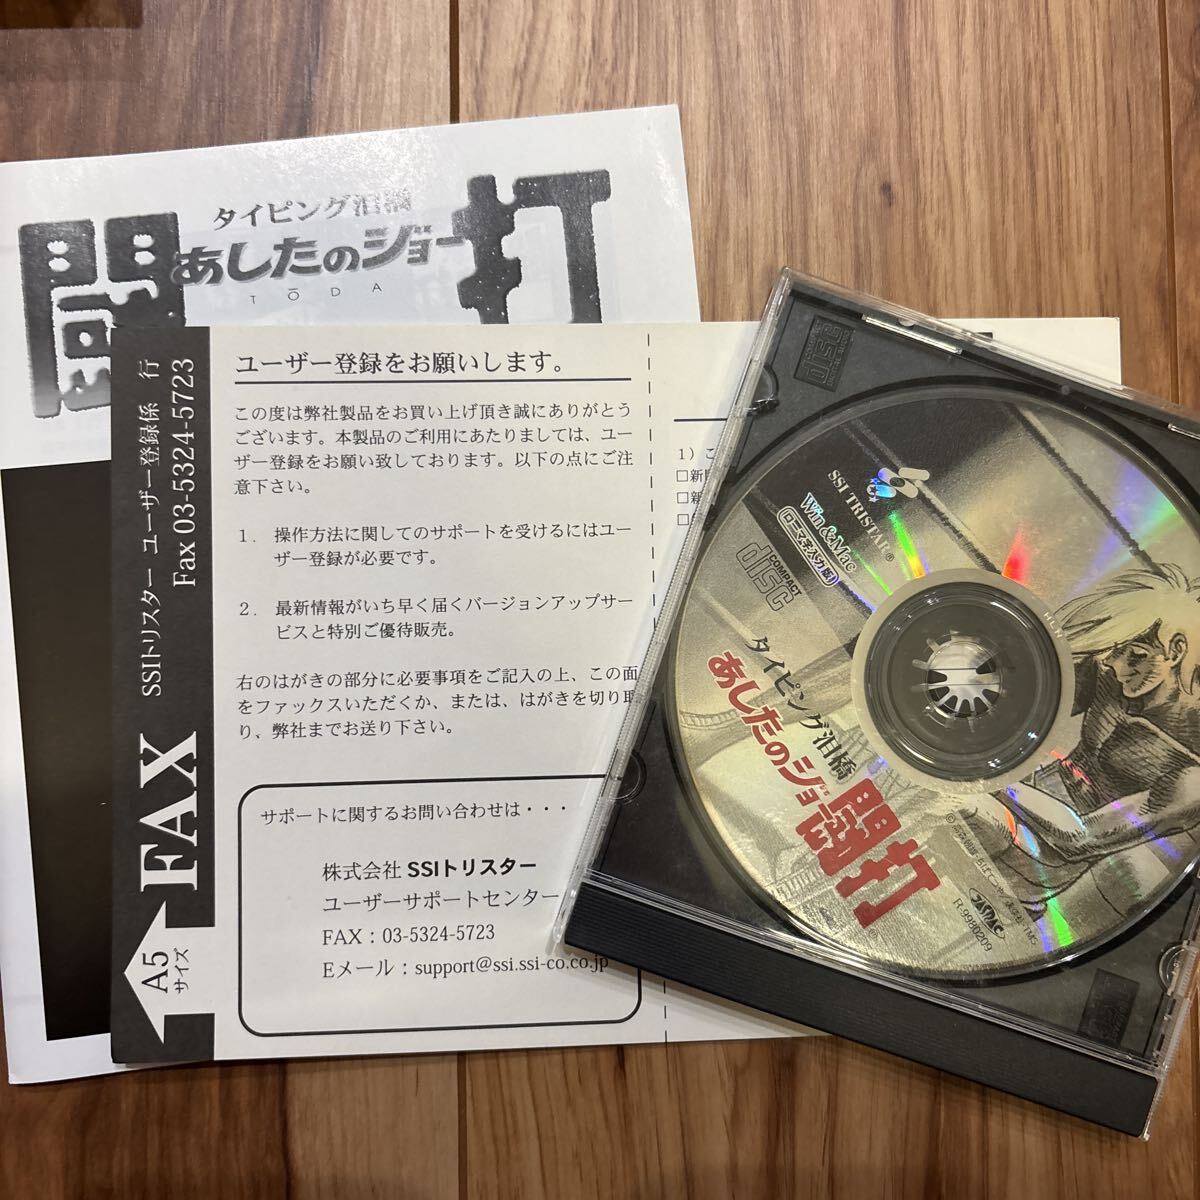 タイピング泪橋
あしたのジョー
闘打
TŌDA
A5
サイズ
FAX
SSIトリスター ユーザー登録係 行
Fax 03-5324-5723
ユーザー登録をお願いします。
この度は弊社製品をお買い上げ頂き誠にありがとう
ございます。本製品のご利用にあたりましては、ユー
ザー登録をお願い致しております。以下の点にご注
意下さい。
1. 操作方法に関してのサポートを受けるにはユー
ザー登録が必要です。
2. 最新情報がいち早く届くバージョンアップサー
ビスと特別ご優待販売。
右のはがきの部分に必要事項をご記入の上、この面
をファックスいただくか、または、はがきを切り取
り、弊社までお送り下さい。
サポートに関するお問い合わせは・・・
株式会社 SSIトリスター
ユーザーサポートセンター
FAX：03-5324-5723
Eメール：support@ssi.ssi-co.co.jp
1）
□新
□新
□
SSI TRISTAR®
Win&Mac
ローマ字入力版
COMPACT
disc
タイピング泪橋
あしたのジョー
闘打
R-9980209